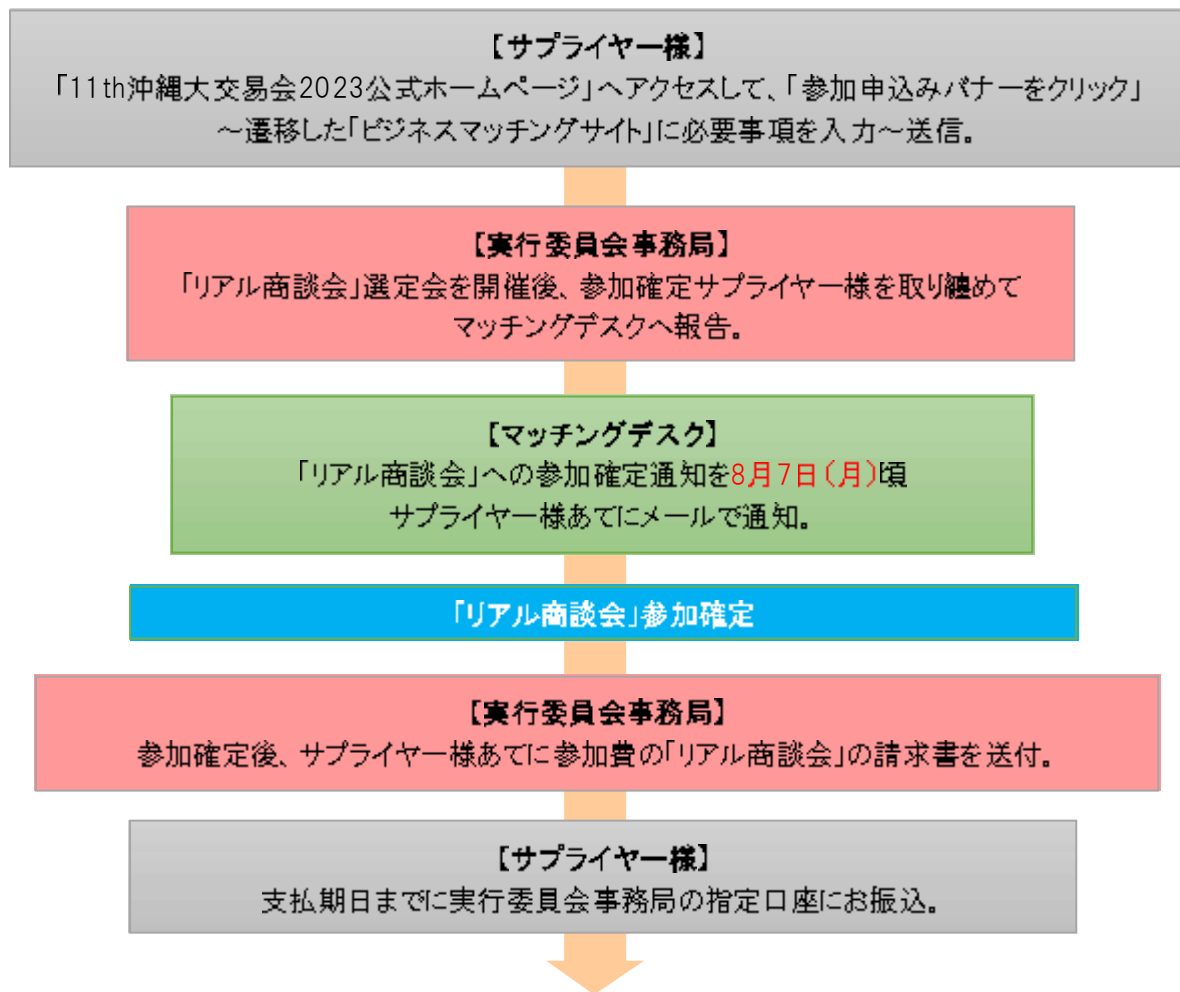 【サプライヤー様】
「11th沖縄大交易会2023公式ホームページ」へアクセスして、「参加申込みバナーをクリック」
～遷移した「ビジネスマッチングサイト」に必要事項を入力～送信。
【実行委員会事務局】
「リアル商談会」選定会を開催後、参加確定サプライヤー様を取り纏めて
マッチングデスクへ報告。
【マッチングデスク】
「リアル商談会」への参加確定通知を8月7日（月）頃
サプライヤー様あてにメールで通知。
「リアル商談会」参加確定
【実行委員会事務局】
参加確定後、サプライヤー様あてに参加費の「リアル商談会」の請求書を送付。
【サプライヤー様】
支払期日までに実行委員会事務局の指定口座にお振込。